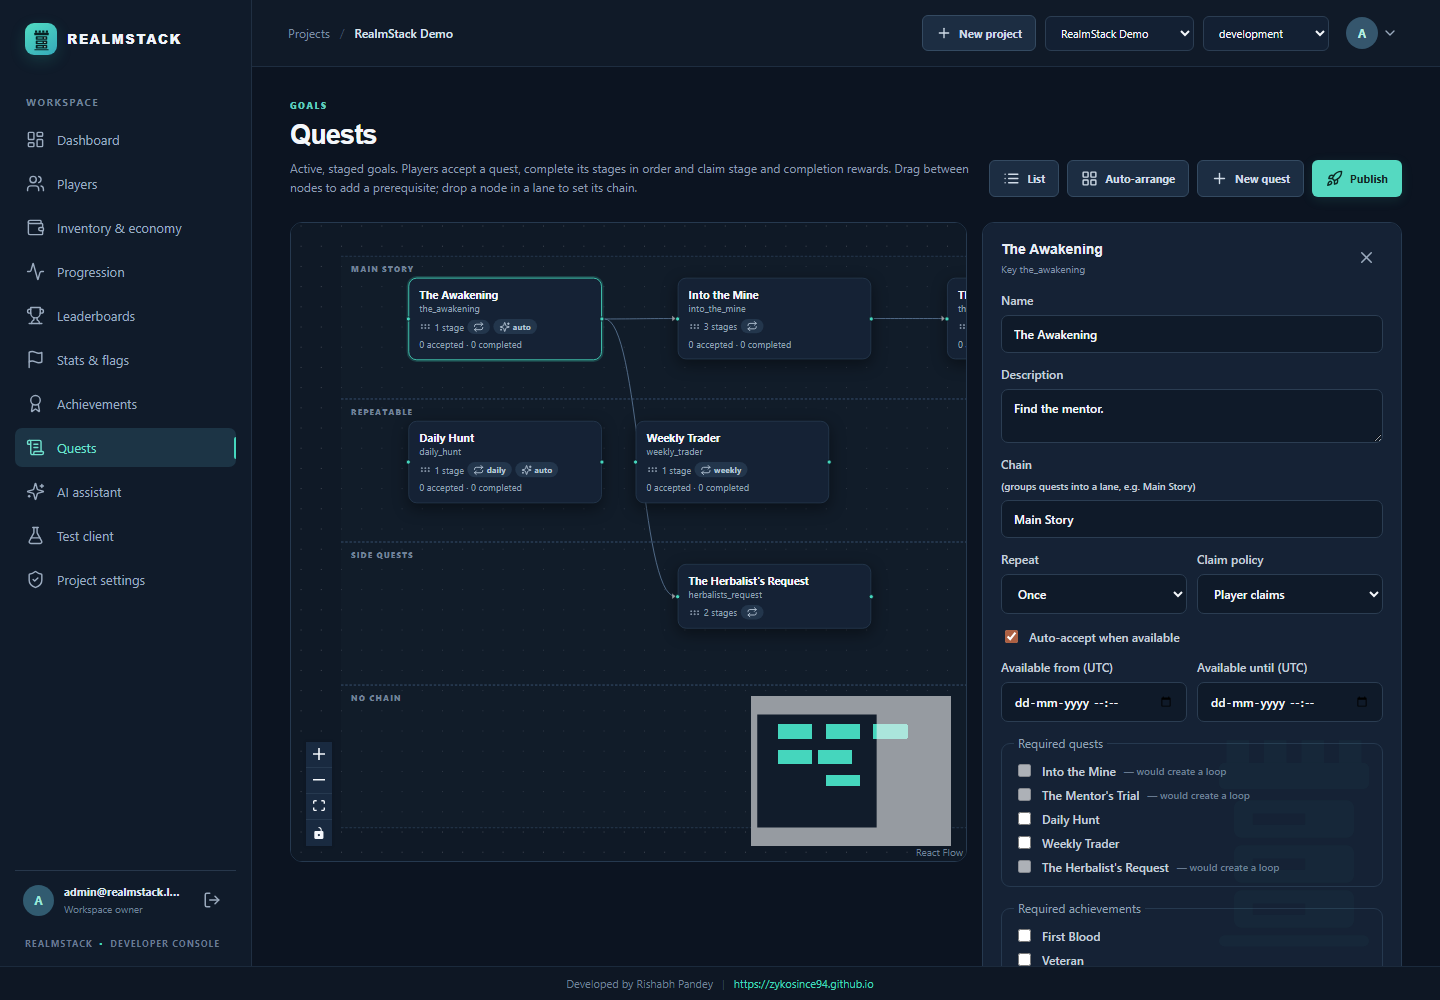 REALMSTACK
Projects / RealmStack Demo
New project
RealmStack Demo
development
A
WORKSPACE
Dashboard
Players
Inventory & economy
Progression
Leaderboards
Stats & flags
Achievements
Quests
AI assistant
Test client
Project settings
A
admin@realmstack.l...
Workspace owner
REALMSTACK • DEVELOPER CONSOLE
GOALS
Quests
Active, staged goals. Players accept a quest, complete its stages in order and claim stage and completion rewards. Drag between
nodes to add a prerequisite; drop a node in a lane to set its chain.
List
Auto-arrange
New quest
Publish
MAIN STORY
The Awakening
the_awakening
1 stage auto
0 accepted · 0 completed
Into the Mine
into_the_mine
3 stages
0 accepted · 0 completed
REPEATABLE
Daily Hunt
daily_hunt
1 stage daily auto
0 accepted · 0 completed
Weekly Trader
weekly_trader
1 stage weekly
0 accepted · 0 completed
SIDE QUESTS
The Herbalist's Request
herbalists_request
2 stages
NO CHAIN
React Flow
The Awakening
Key the_awakening
Name
The Awakening
Description
Find the mentor.
Chain
(groups quests into a lane, e.g. Main Story)
Main Story
Repeat
Claim policy
Once
Player claims
Auto-accept when available
Available from (UTC)
Available until (UTC)
dd-mm-yyyy --:--
dd-mm-yyyy --:--
Required quests
Into the Mine — would create a loop
The Mentor's Trial — would create a loop
Daily Hunt
Weekly Trader
The Herbalist's Request — would create a loop
Required achievements
First Blood
Veteran
Developed by Rishabh Pandey | https://zykosince94.github.io